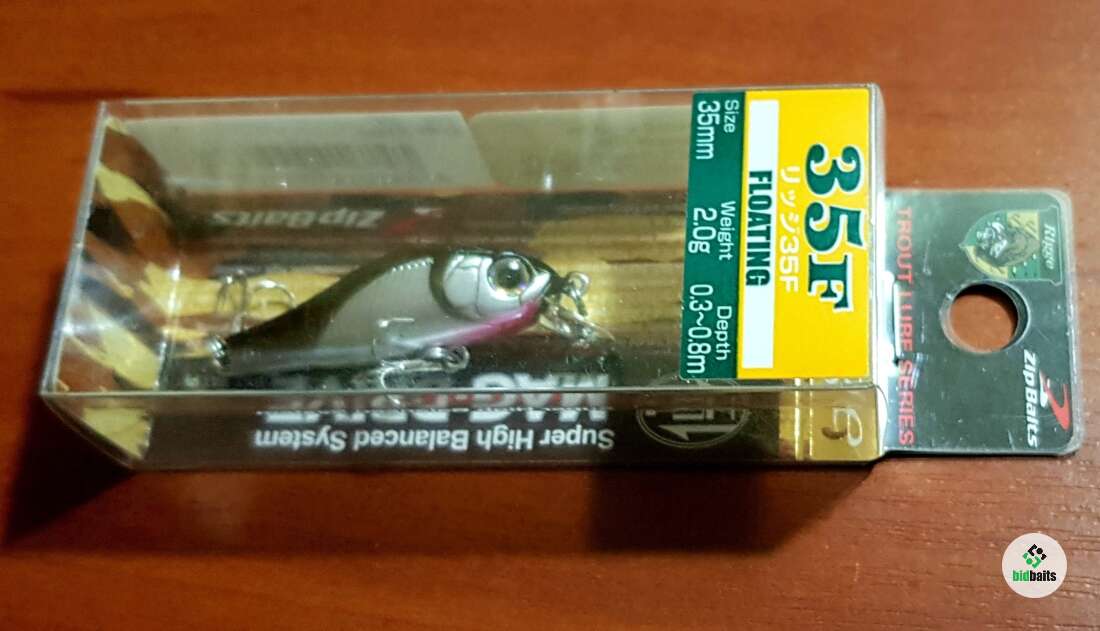 35F
リッジ35F
FLOATING
Size Weight Depth
35mm 2.0g 0.3~0.8m
Rigge
TROUT LURE SERIES
ZipBaits
ZipBaits
Super High Balanced System
MAG-DRIVE
bidbaits